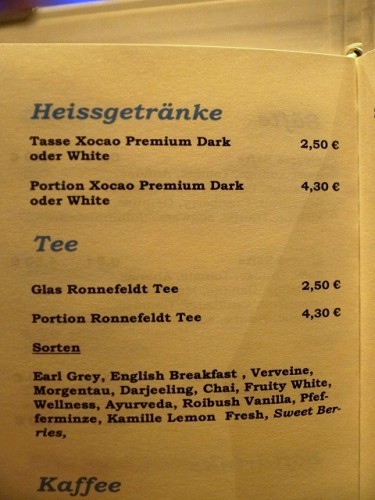 Heissgetränke
Tasse Xocao Premium Dark 2,50 €
oder White
Portion Xocao Premium Dark 4,30 €
oder White
Tee
Glas Ronnefeldt Tee 2,50 €
Portion Ronnefeldt Tee 4,30 €
Sorten
Earl Grey, English Breakfast , Verveine,
Morgentau, Darjeeling, Chai, Fruity White,
Wellness, Ayurveda, Roibush Vanilla, Pfef-
ferminze, Kamille Lemon Fresh, Sweet Ber-
ries,
Kaffee